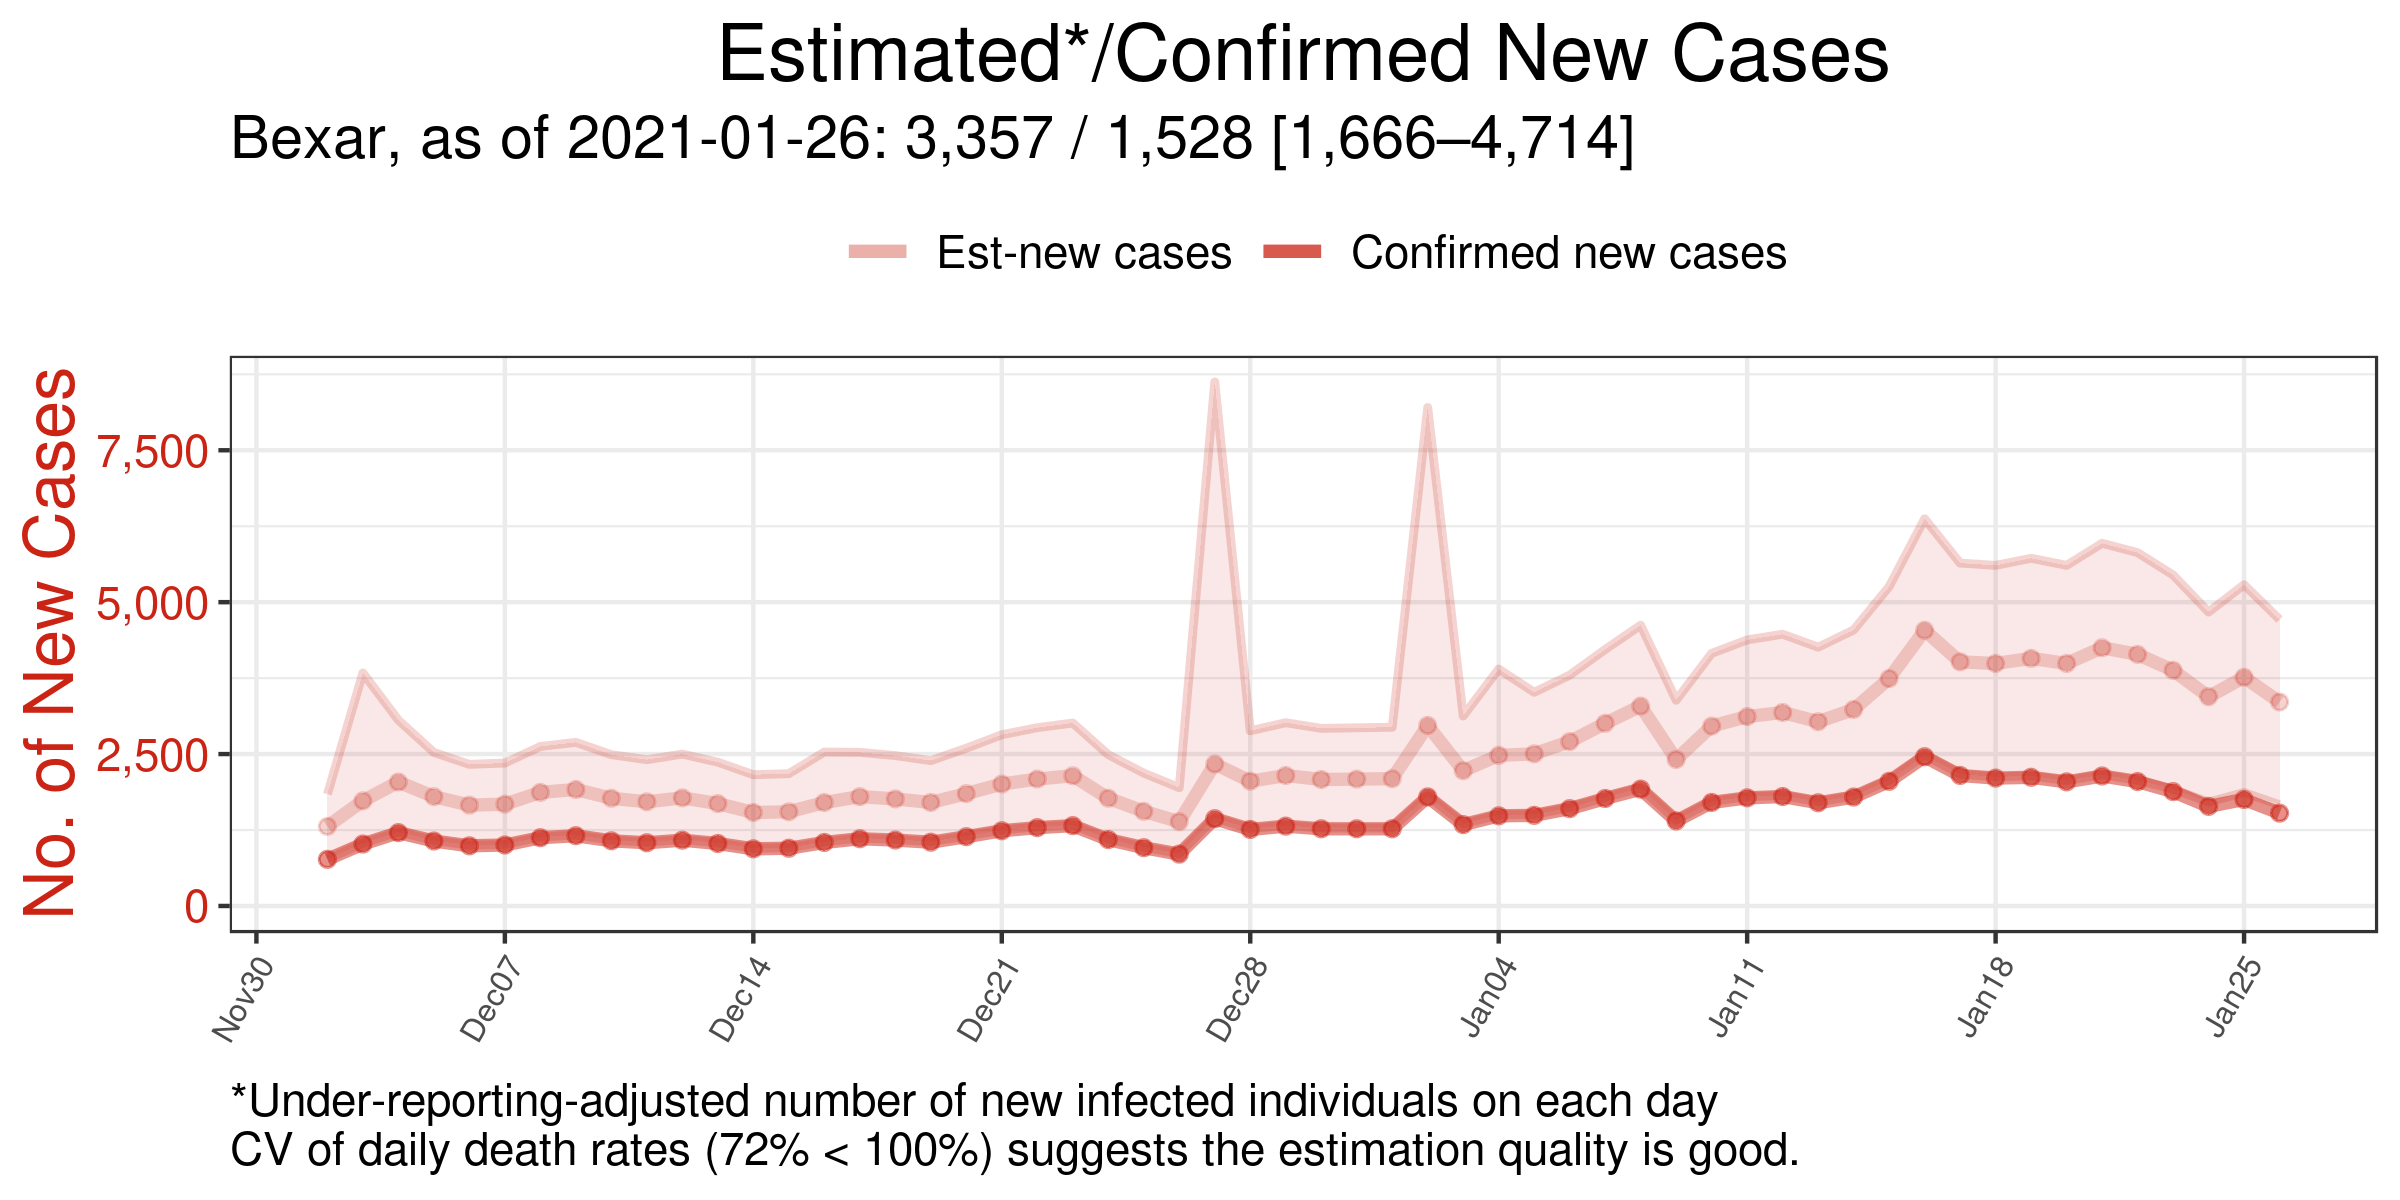 Estimated*/Confirmed New Cases
Bexar, as of 2021-01-26: 3,357 / 1,528 [1,666–4,714]
Est-new cases Confirmed new cases
No. of New Cases
7,500
5,000
2,500
0
Nov30 Dec07 Dec14 Dec21 Dec28 Jan04 Jan11 Jan18 Jan25
*Under-reporting-adjusted number of new infected individuals on each day
CV of daily death rates (72% < 100%) suggests the estimation quality is good.